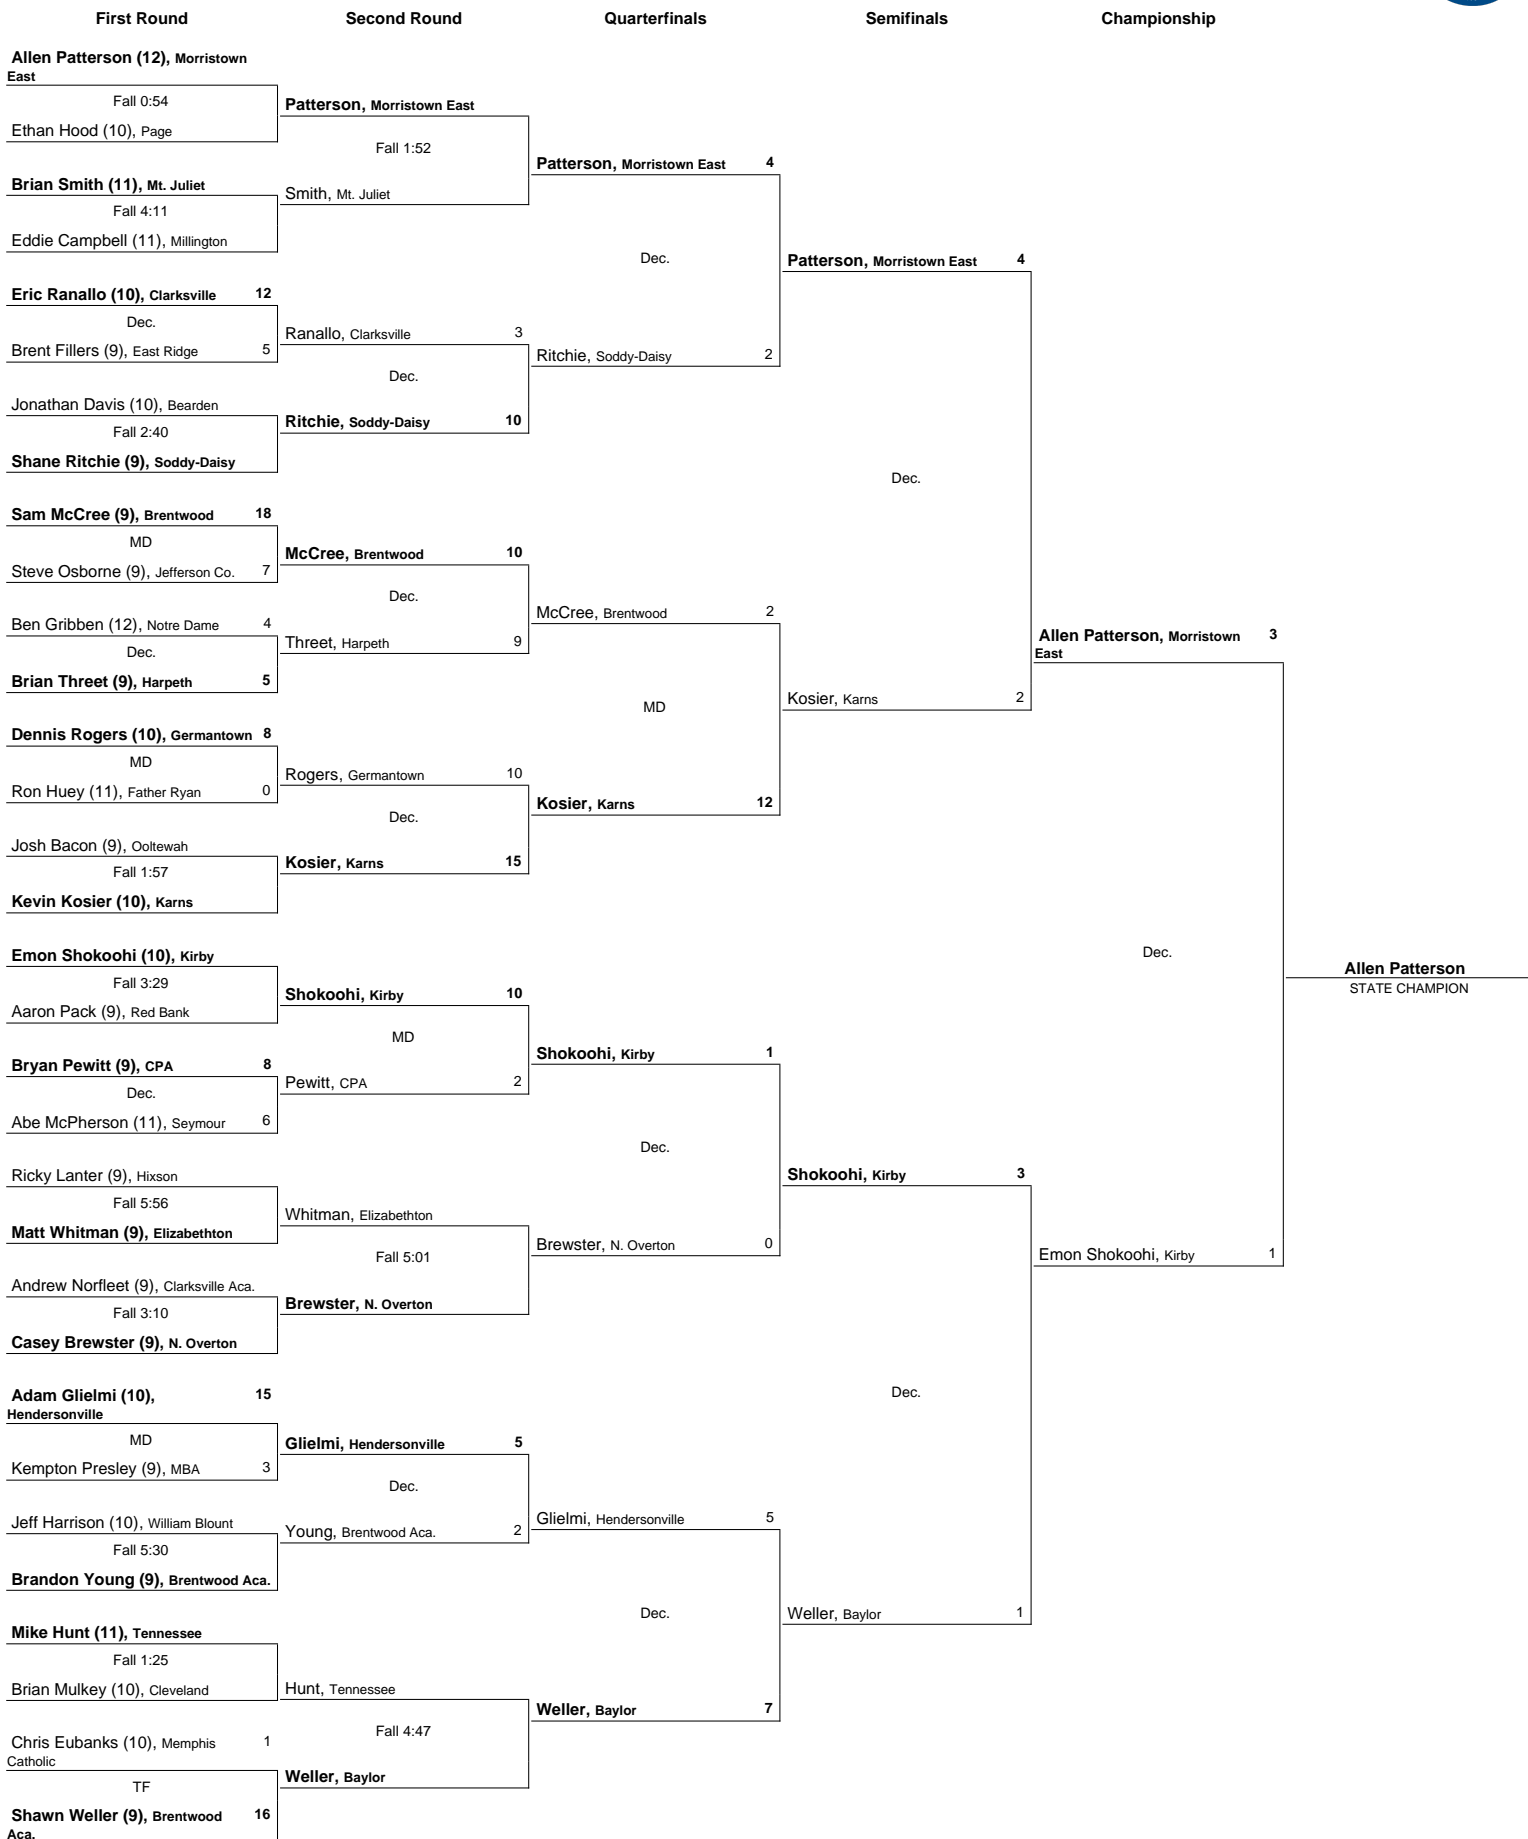 First Round
Second Round
Quarterfinals
Semifinals
Championship
Allen Patterson (12), Morristown
East
Fall 0:54
Ethan Hood (10), Page
Brian Smith (11), Mt. Juliet
Fall 4:11
Eddie Campbell (11), Millington
Eric Ranallo (10), Clarksville 12
Dec.
Brent Fillers (9), East Ridge 5
Jonathan Davis (10), Bearden
Fall 2:40
Shane Ritchie (9), Soddy-Daisy
Sam McCree (9), Brentwood 18
MD
Steve Osborne (9), Jefferson Co. 7
Ben Gribben (12), Notre Dame 4
Dec.
Brian Threet (9), Harpeth 5
Dennis Rogers (10), Germantown 8
MD
Ron Huey (11), Father Ryan 0
Josh Bacon (9), Ooltewah
Fall 1:57
Kevin Kosier (10), Karns
Emon Shokoohi (10), Kirby
Fall 3:29
Aaron Pack (9), Red Bank
Bryan Pewitt (9), CPA 8
Dec.
Abe McPherson (11), Seymour 6
Ricky Lanter (9), Hixson
Fall 5:56
Matt Whitman (9), Elizabethton
Andrew Norfleet (9), Clarksville Aca.
Fall 3:10
Casey Brewster (9), N. Overton
Adam Glielmi (10), 15
Hendersonville
MD
Kempton Presley (9), MBA 3
Jeff Harrison (10), William Blount
Fall 5:30
Brandon Young (9), Brentwood Aca.
Mike Hunt (11), Tennessee
Fall 1:25
Brian Mulkey (10), Cleveland
Chris Eubanks (10), Memphis 1
Catholic
TF
Shawn Weller (9), Brentwood 16
Aca.
Patterson, Morristown East
Fall 1:52
Smith, Mt. Juliet
Ranallo, Clarksville 3
Dec.
Ritchie, Soddy-Daisy 10
McCree, Brentwood 10
Dec.
Threet, Harpeth 9
Rogers, Germantown 10
Dec.
Kosier, Karns 15
Shokoohi, Kirby 10
MD
Pewitt, CPA 2
Whitman, Elizabethton
Fall 5:01
Brewster, N. Overton
Glielmi, Hendersonville 5
Dec.
Young, Brentwood Aca. 2
Hunt, Tennessee
Fall 4:47
Weller, Baylor
Patterson, Morristown East 4
Dec.
Ritchie, Soddy-Daisy 2
McCree, Brentwood 2
MD
Kosier, Karns 12
Shokoohi, Kirby 1
Dec.
Brewster, N. Overton 0
Glielmi, Hendersonville 5
Dec.
Weller, Baylor 7
Patterson, Morristown East 4
Dec.
Kosier, Karns 2
Shokoohi, Kirby 3
Dec.
Weller, Baylor 1
Allen Patterson, Morristown 3
East
Dec.
Emon Shokoohi, Kirby 1
Allen Patterson
STATE CHAMPION